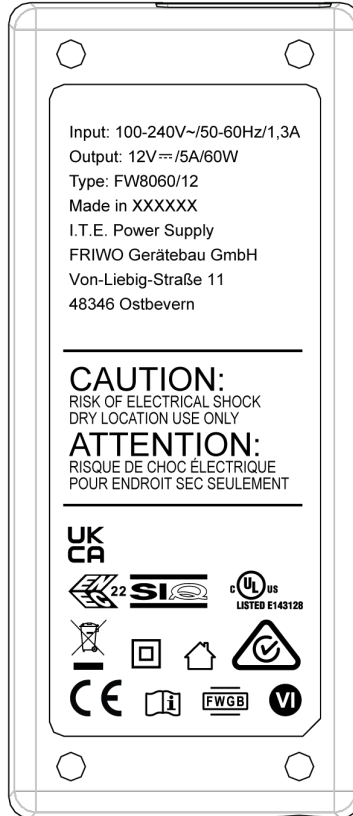 Input: 100-240V~/50-60Hz/1,3A
Output: 12V⎓/5A/60W
Type: FW8060/12
Made in XXXXXX
I.T.E. Power Supply
FRIWO Gerätebau GmbH
Von-Liebig-Straße 11
48346 Ostbevern
CAUTION:
RISK OF ELECTRICAL SHOCK
DRY LOCATION USE ONLY
ATTENTION:
RISQUE DE CHOC ÉLECTRIQUE
POUR ENDROIT SEC SEULEMENT
UK
CA
ENEC 22 SIQ c UL us
LISTED E143128
CE i FWGB VI